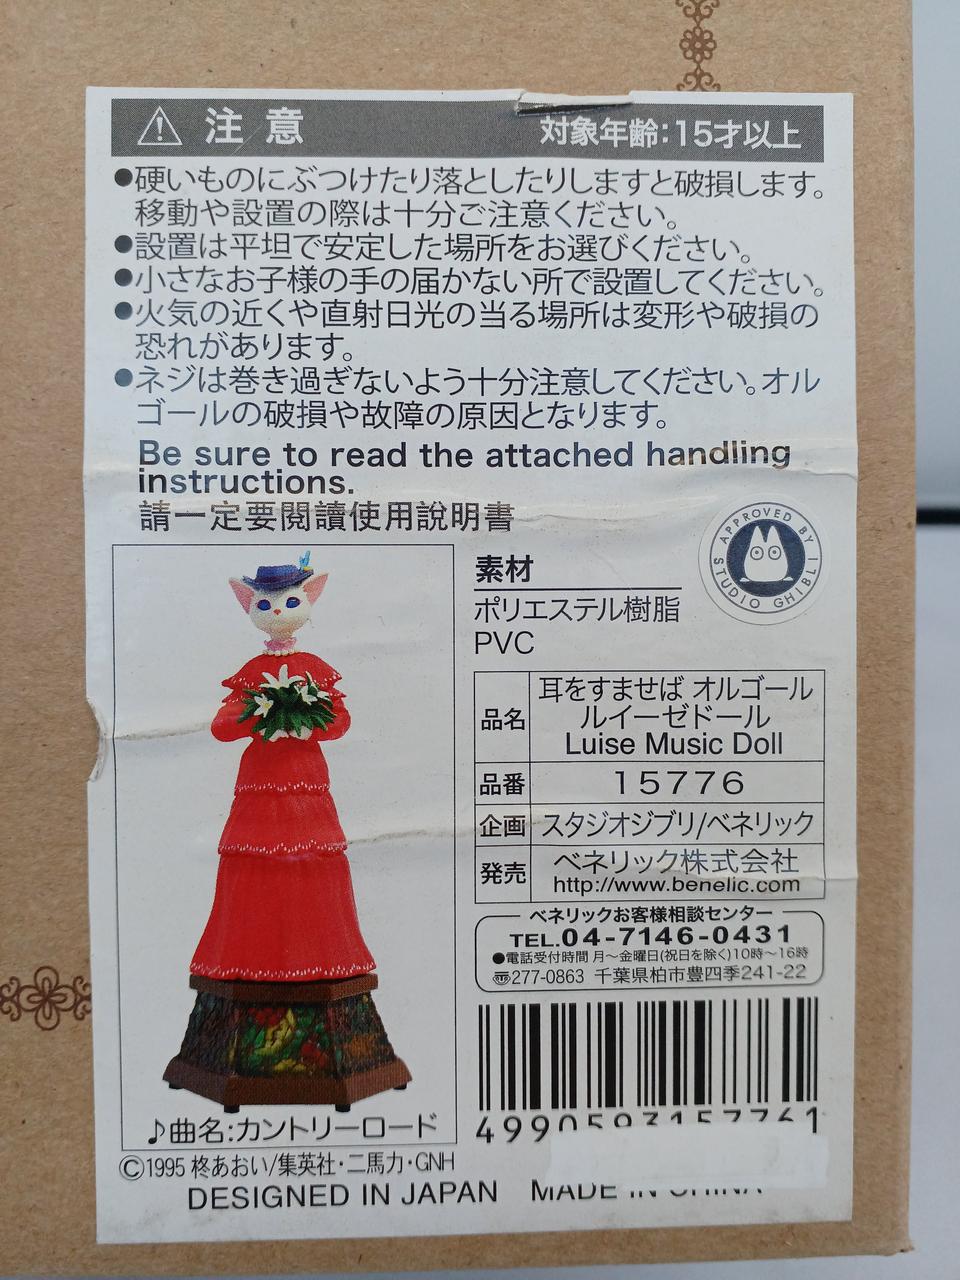 注意
対象年齢:15才以上
●硬いものにぶつけたり落としたりしますと破損します。
移動や設置の際は十分ご注意ください。
●設置は平坦で安定した場所をお選びください。
●小さなお子様の手の届かない所で設置してください。
●火気の近くや直射日光の当る場所は変形や破損の
恐れがあります。
●ネジは巻き過ぎないよう十分注意してください。オル
ゴールの破損や故障の原因となります。
Be sure to read the attached handling
instructions.
請一定要閱讀使用說明書
APPROVED BY
STUDIO GHIBLI
素材
ポリエステル樹脂
PVC
品名
耳をすませば オルゴール
ルイーゼドール
Luise Music Doll
品番
15776
企画
スタジオジブリ/ベネリック
発売
ベネリック株式会社
http://www.benelic.com
ベネリックお客様相談センター
TEL.04-7146-0431
●電話受付時間 月〜金曜日(祝日を除く)10時〜16時
〠277-0863 千葉県柏市豊四季241-22
4990593157761
♪曲名:カントリーロード
©1995 柊あおい/集英社・二馬力・GNH
DESIGNED IN JAPAN MADE IN CHINA